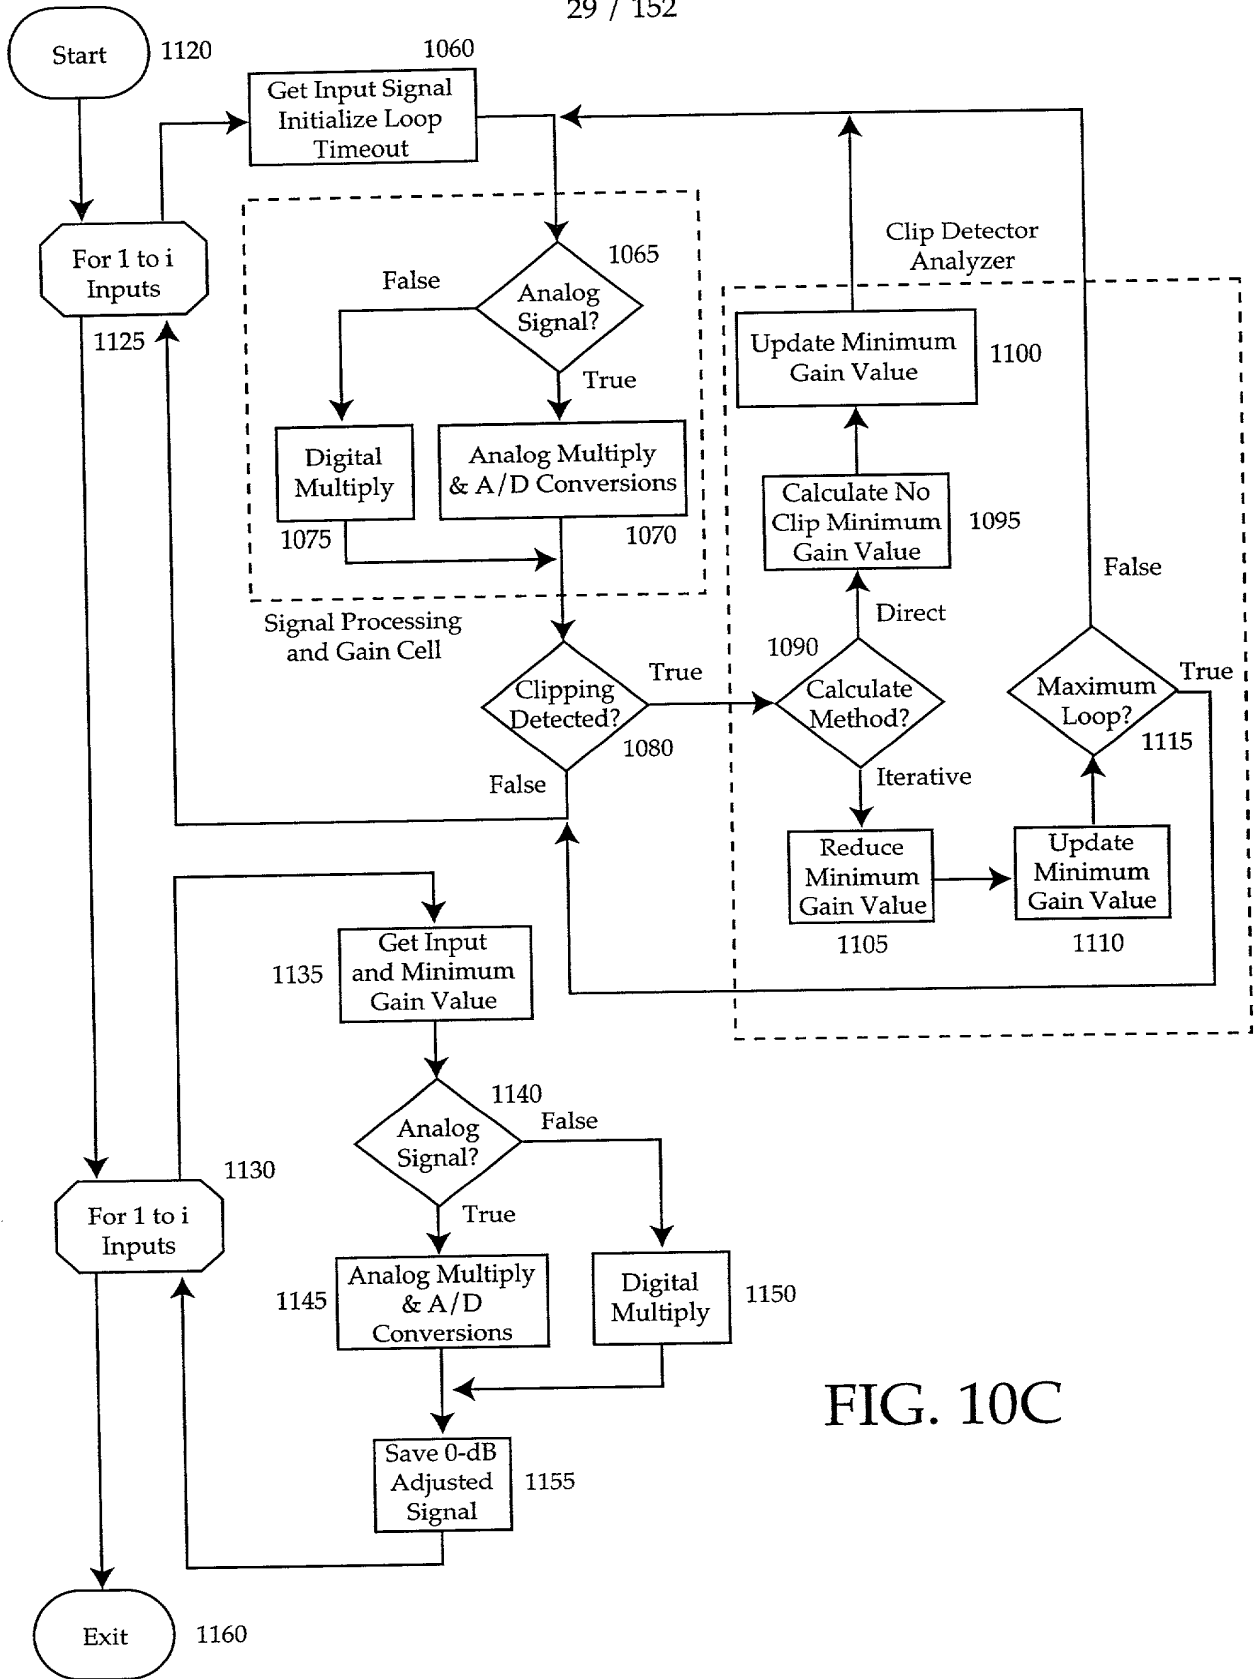 29 / 152
Start
1120
1060
Get Input Signal
Initialize Loop
Timeout
For 1 to i
Inputs
1125
1065
Analog
Signal?
False
True
Digital
Multiply
1075
Analog Multiply
& A/D Conversions
1070
Signal Processing
and Gain Cell
Clipping
Detected?
1080
True
False
Clip Detector
Analyzer
Update Minimum
Gain Value
1100
Calculate No
Clip Minimum
Gain Value
1095
Direct
1090
Calculate
Method?
Iterative
Reduce
Minimum
Gain Value
1105
Update
Minimum
Gain Value
1110
Maximum
Loop?
1115
False
True
1135
Get Input
and Minimum
Gain Value
1140
Analog
Signal?
False
True
1130
For 1 to i
Inputs
1145
Analog Multiply
& A/D
Conversions
Digital
Multiply
1150
Save 0-dB
Adjusted
Signal
1155
FIG. 10C
Exit
1160